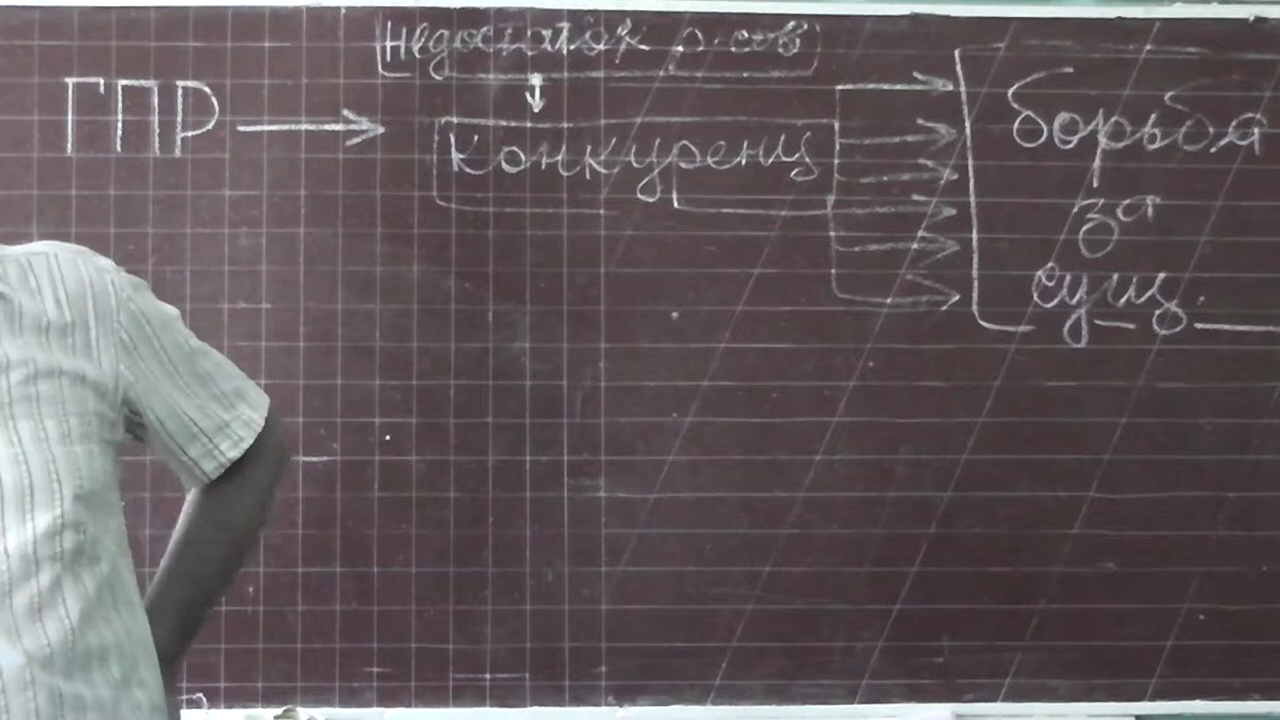 Недостаток р.сов
ГПР
конкуренц
борьба
за
сущ.